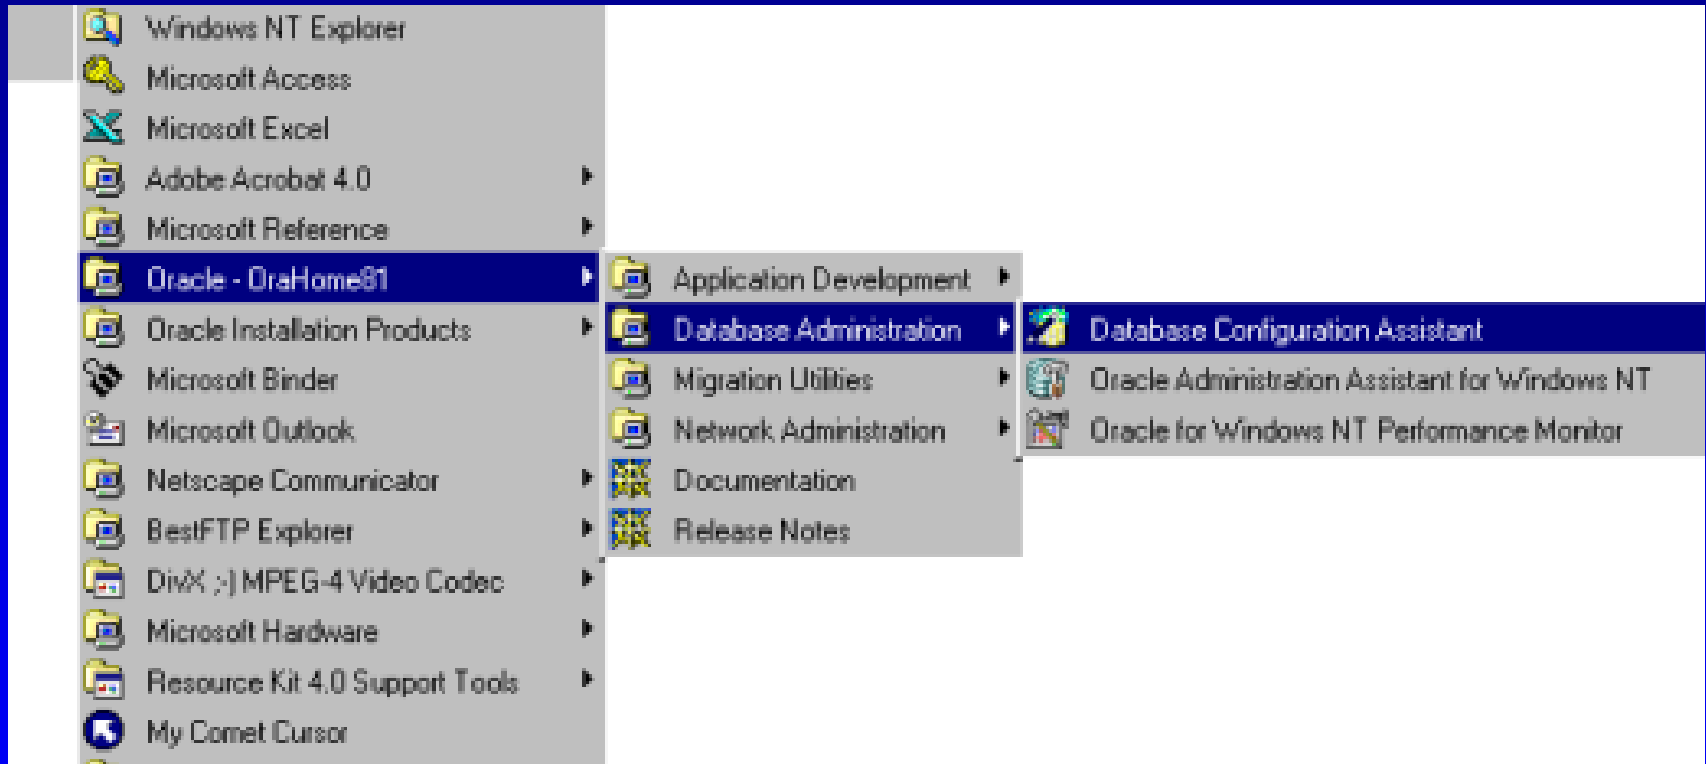 Windows NT Explorer
Microsoft Access
Microsoft Excel
Adobe Acrobat 4.0
Microsoft Reference
Oracle - OraHome81
Oracle Installation Products
Microsoft Binder
Microsoft Outlook
Netscape Communicator
BestFTP Explorer
DivX ;-) MPEG-4 Video Codec
Microsoft Hardware
Resource Kit 4.0 Support Tools
My Comet Cursor
Application Development
Database Administration
Migration Utilities
Network Administration
Documentation
Release Notes
Database Configuration Assistant
Oracle Administration Assistant for Windows NT
Oracle for Windows NT Performance Monitor